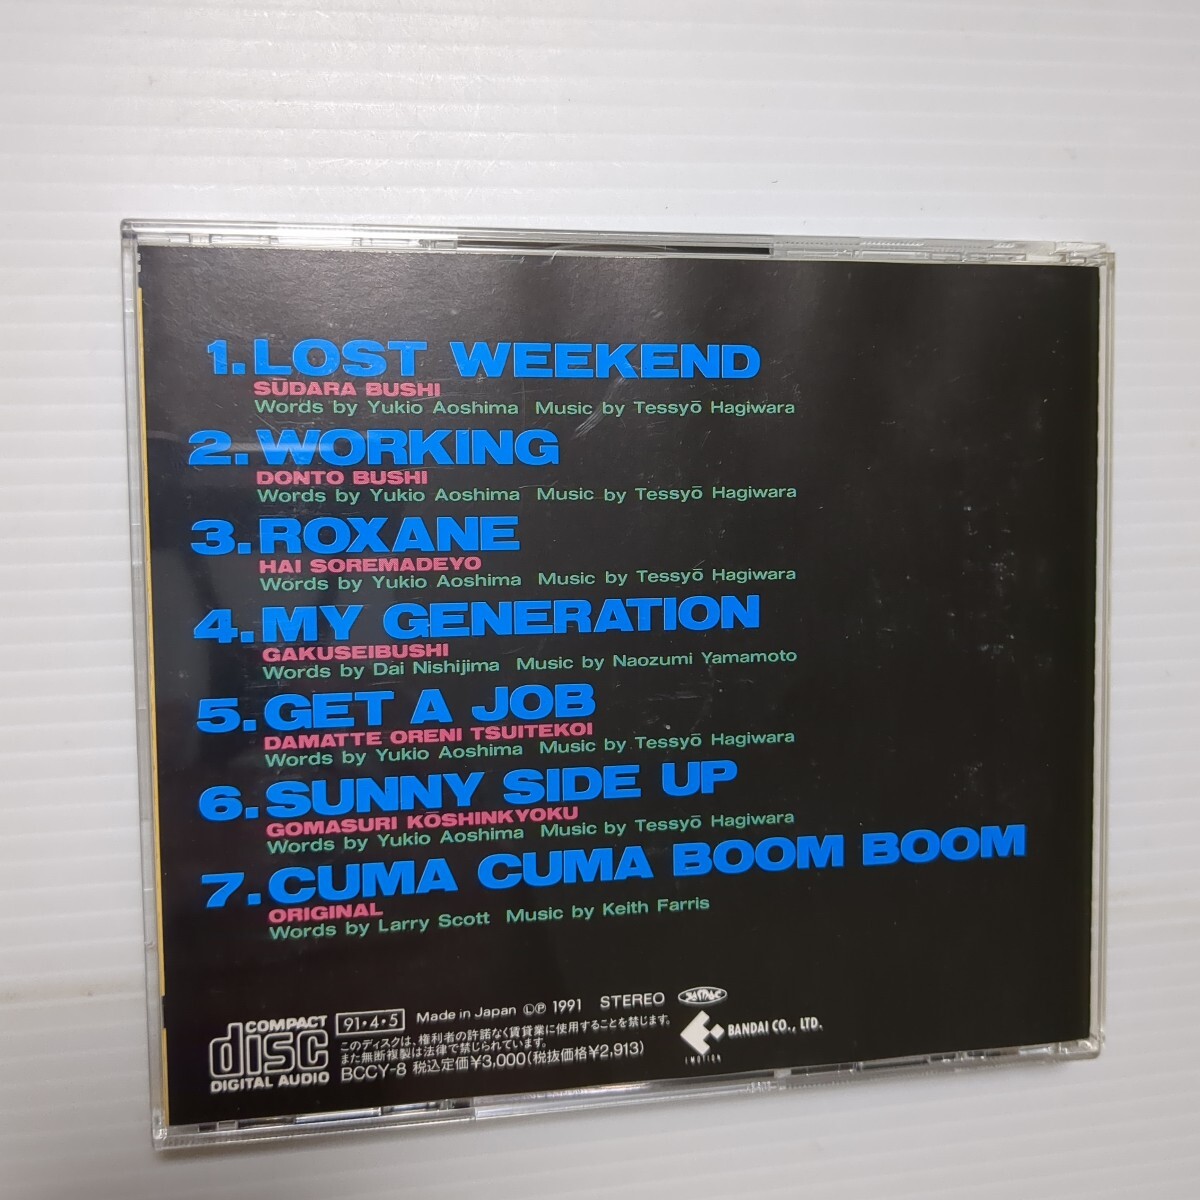 1. LOST WEEKEND
SŪDARA BUSHI
Words by Yukio Aoshima Music by Tessyō Hagiwara
2. WORKING
DONTO BUSHI
Words by Yukio Aoshima Music by Tessyō Hagiwara
3. ROXANE
HAI SOREMADEYO
Words by Yukio Aoshima Music by Tessyō Hagiwara
4. MY GENERATION
GAKUSEIBUSHI
Words by Dai Nishijima Music by Naozumi Yamamoto
5. GET A JOB
DAMATTE ORENI TSUITEKOI
Words by Yukio Aoshima Music by Tessyō Hagiwara
6. SUNNY SIDE UP
GOMASURI KŌSHINKYOKU
Words by Yukio Aoshima Music by Tessyō Hagiwara
7. CUMA CUMA BOOM BOOM
ORIGINAL
Words by Larry Scott Music by Keith Farris
COMPACT
disc
DIGITAL AUDIO
91・4・5 Made in Japan ⓁⓅ 1991 STEREO
このディスクは、権利者の許諾なく賃貸業に使用することを禁じます。
また無断複製は法律で禁じられています。
BCCY-8 税込定価¥3,000(税抜価格¥2,913)
EMOTION
BANDAI CO., LTD.